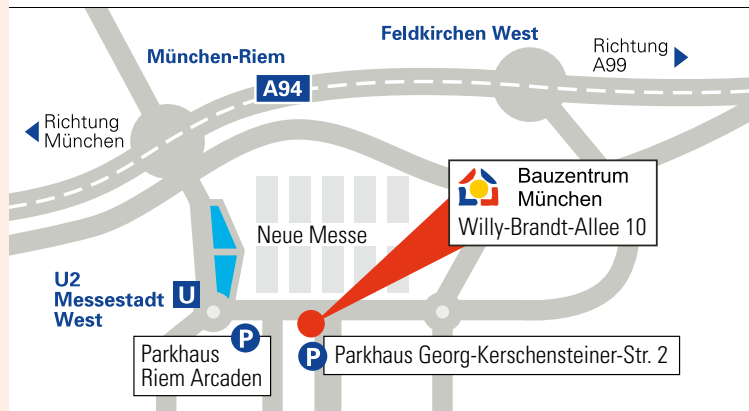 Feldkirchen West
München-Riem
Richtung
A99
A94
Richtung
München
Bauzentrum
München
Willy-Brandt-Allee 10
Neue Messe
U2
Messestadt
West
U
P
Parkhaus
Riem Arcaden
P
Parkhaus Georg-Kerschensteiner-Str. 2